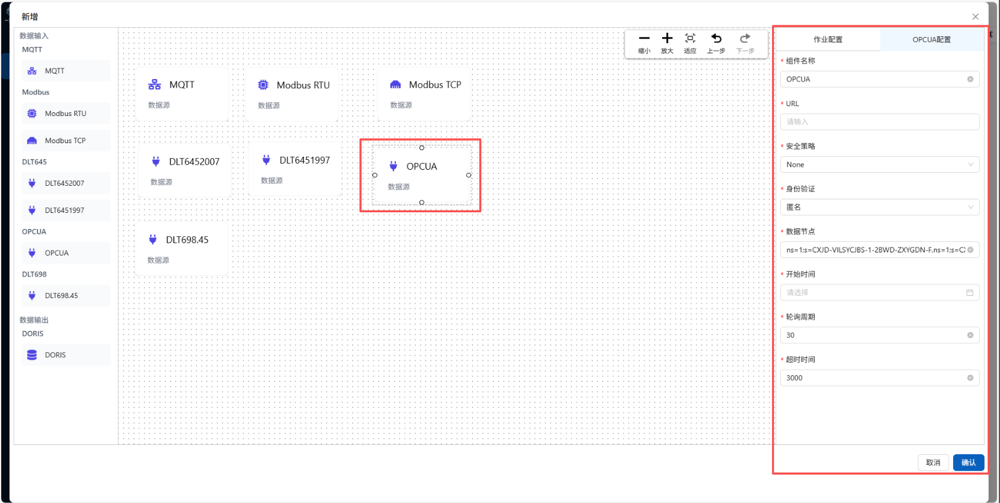 新增
数据输入
MQTT
MQTT
Modbus
Modbus RTU
Modbus TCP
DLT645
DLT6452007
DLT6451997
OPCUA
OPCUA
DLT698
DLT698.45
数据输出
DORIS
DORIS
缩小
放大
适应
上一步
下一步
MQTT
数据源
Modbus RTU
数据源
Modbus TCP
数据源
DLT6452007
数据源
DLT6451997
数据源
OPCUA
数据源
DLT698.45
数据源
作业配置
OPCUA配置
* 组件名称
OPCUA
* URL
请输入
* 安全策略
None
* 身份验证
匿名
* 数据节点
ns=1;s=CXJD-VILSYCJBS-1-2BWD-ZXYGDN-F,ns=1;s=C
* 开始时间
请选择
* 轮询周期
30
* 超时时间
3000
取消
确认